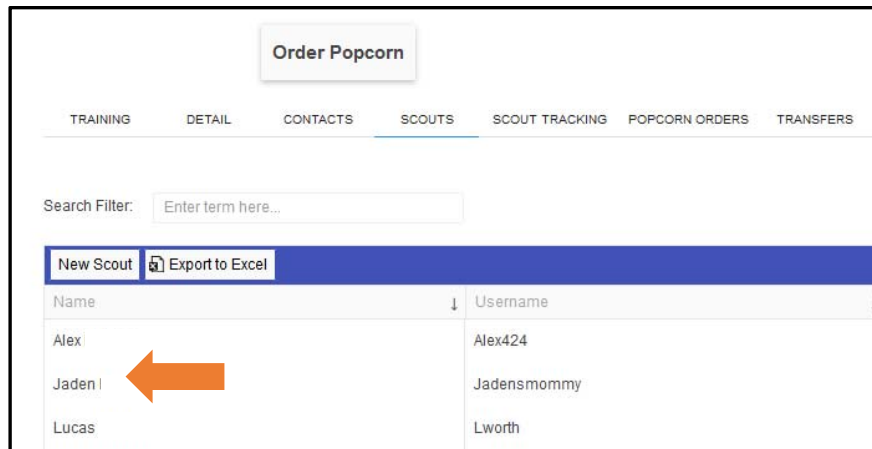 Order Popcorn
TRAINING DETAIL CONTACTS SCOUTS SCOUT TRACKING POPCORN ORDERS TRANSFERS
Search Filter: Enter term here...
New Scout Export to Excel
Name ↓ Username
Alex Alex424
Jaden Jadensmommy
Lucas Lworth